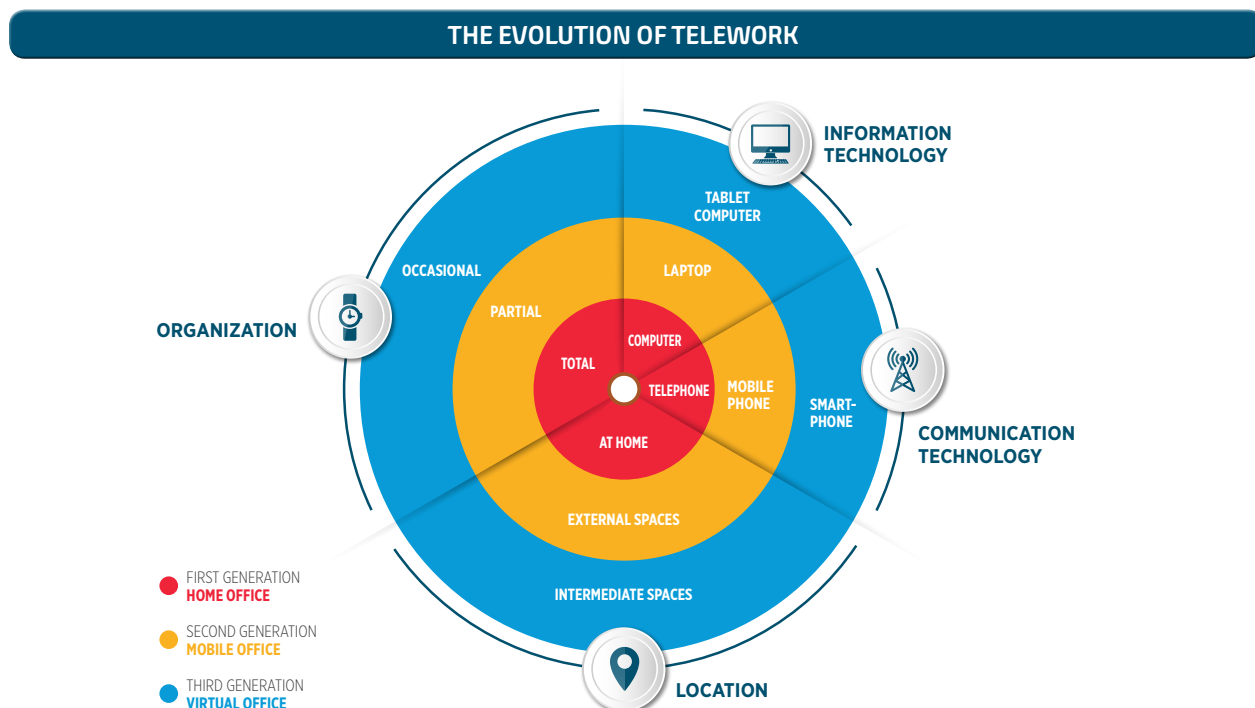 THE EVOLUTION OF TELEWORK
INFORMATION
TECHNOLOGY
TABLET
COMPUTER
OCCASIONAL
LAPTOP
PARTIAL
ORGANIZATION
COMPUTER
TOTAL
TELEPHONE
MOBILE
PHONE
SMART-
PHONE
COMMUNICATION
TECHNOLOGY
AT HOME
EXTERNAL SPACES
INTERMEDIATE SPACES
FIRST GENERATION
HOME OFFICE
SECOND GENERATION
MOBILE OFFICE
THIRD GENERATION
VIRTUAL OFFICE
LOCATION